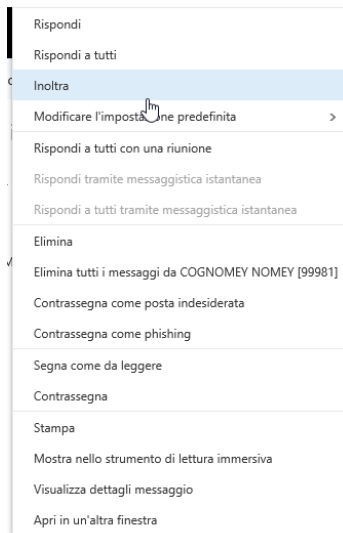 Rispondi
Rispondi a tutti
Inoltra
Modificare l'impostazione predefinita
Rispondi a tutti con una riunione
Rispondi tramite messaggistica istantanea
Rispondi a tutti tramite messaggistica istantanea
Elimina
Elimina tutti i messaggi da COGNOMEY NOMEY [99981]
Contrassegna come posta indesiderata
Contrassegna come phishing
Segna come da leggere
Contrassegna
Stampa
Mostra nello strumento di lettura immersiva
Visualizza dettagli messaggio
Apri in un'altra finestra